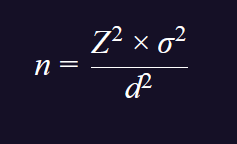 n = Z² × σ² / d²